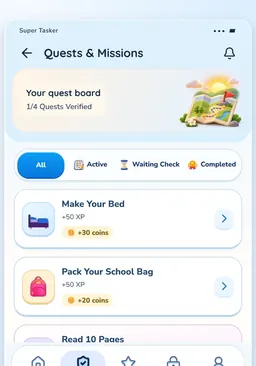 Super Tasker
Quests & Missions
Your quest board
1/4 Quests Verified
All
Active
Waiting Check
Completed
Make Your Bed
+50 XP
+30 coins
Pack Your School Bag
+50 XP
+20 coins
Read 10 Pages